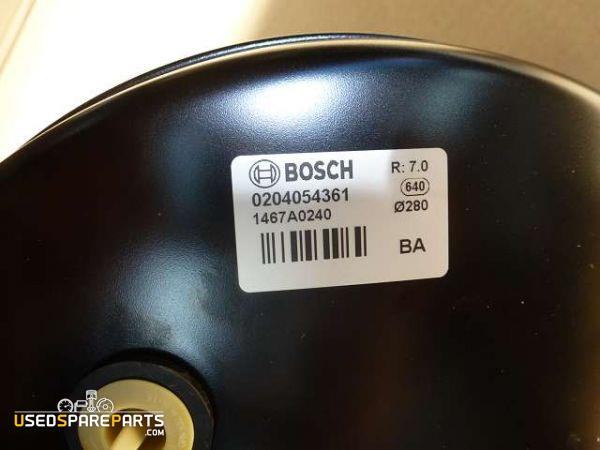 BOSCH
R: 7.0
0204054361
640
1467A0240
Ø280
BA
USEDSPAREPARTS
.COM